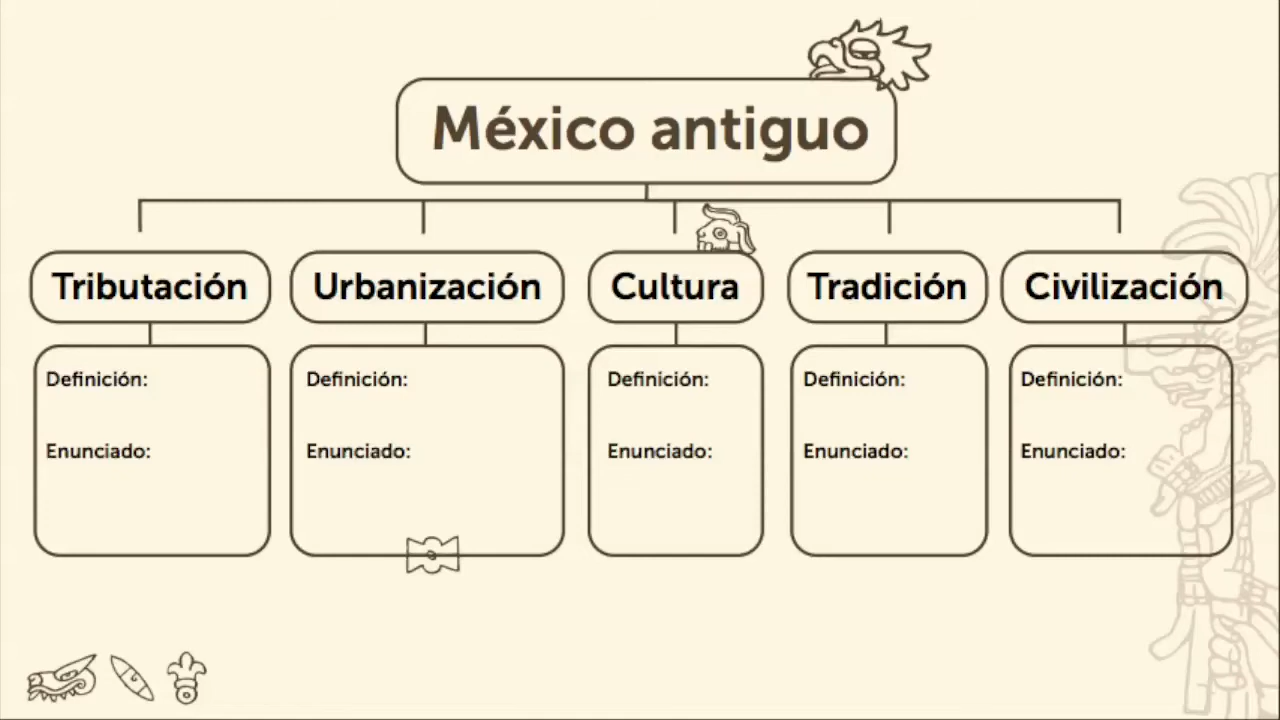 México antiguo
Tributación
Urbanización
Cultura
Tradición
Civilización
Definición:
Enunciado:
Definición:
Enunciado:
Definición:
Enunciado:
Definición:
Enunciado:
Definición:
Enunciado: